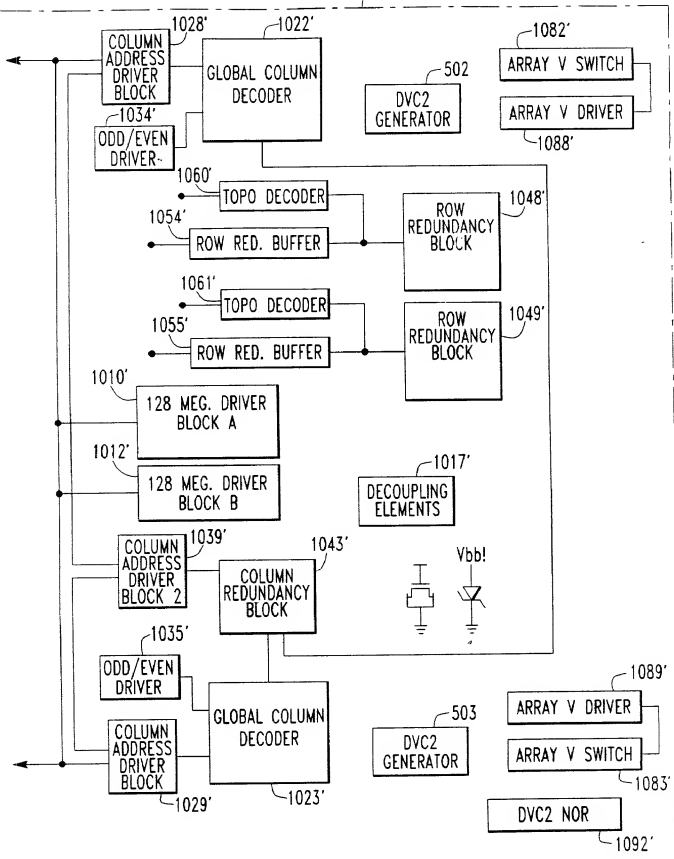 1028'
COLUMN
ADDRESS
DRIVER
BLOCK
1022'
GLOBAL COLUMN
DECODER
502
DVC2
GENERATOR
1082'
ARRAY V SWITCH
ARRAY V DRIVER
1088'
1034'
ODD/EVEN
DRIVER
1060'
TOPO DECODER
1054'
ROW RED. BUFFER
1048'
ROW
REDUNDANCY
BLOCK
1061'
TOPO DECODER
1055'
ROW RED. BUFFER
1049'
ROW
REDUNDANCY
BLOCK
1010'
128 MEG. DRIVER
BLOCK A
1012'
128 MEG. DRIVER
BLOCK B
1017'
DECOUPLING
ELEMENTS
1039'
COLUMN
ADDRESS
DRIVER
BLOCK 2
1043'
COLUMN
REDUNDANCY
BLOCK
Vbb!
1035'
ODD/EVEN
DRIVER
GLOBAL COLUMN
DECODER
1023'
COLUMN
ADDRESS
DRIVER
BLOCK
1029'
503
DVC2
GENERATOR
1089'
ARRAY V DRIVER
ARRAY V SWITCH
1083'
DVC2 NOR
1092'